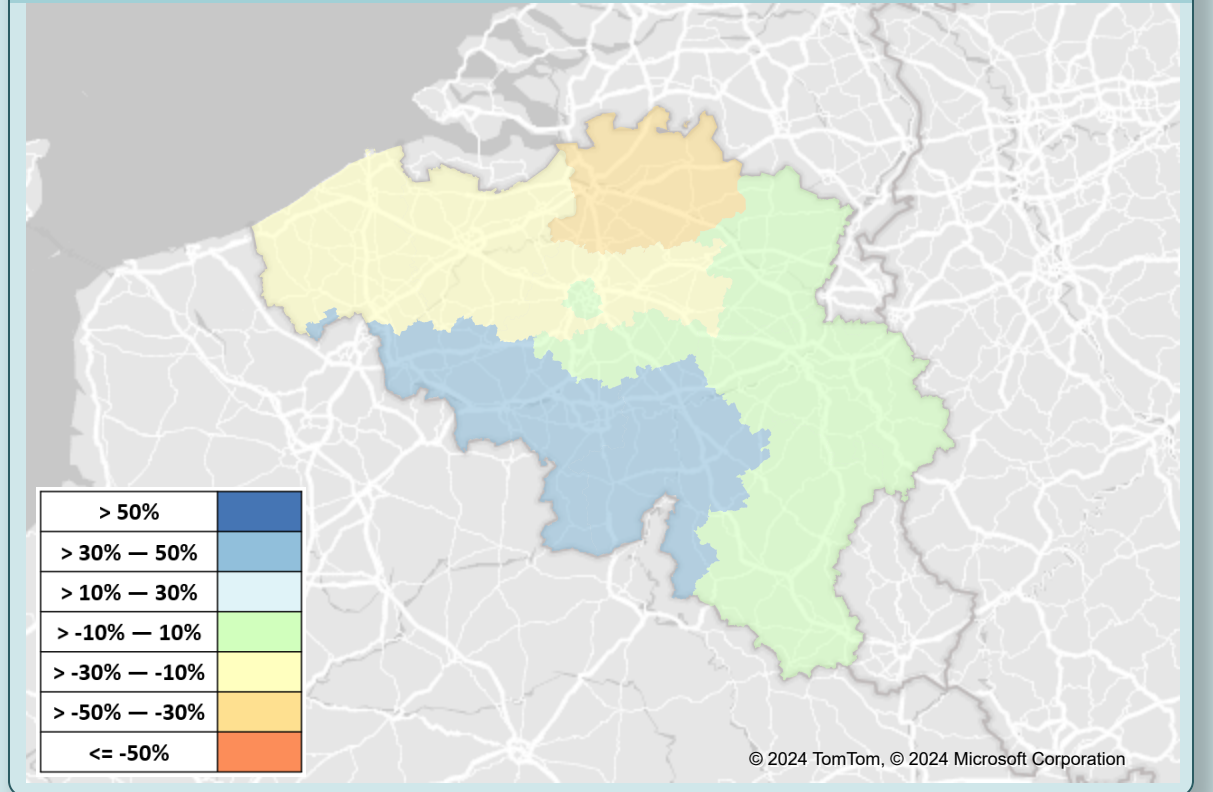 > 50%
> 30% — 50%
> 10% — 30%
> -10% — 10%
> -30% — -10%
> -50% — -30%
<= -50%
© 2024 TomTom, © 2024 Microsoft Corporation